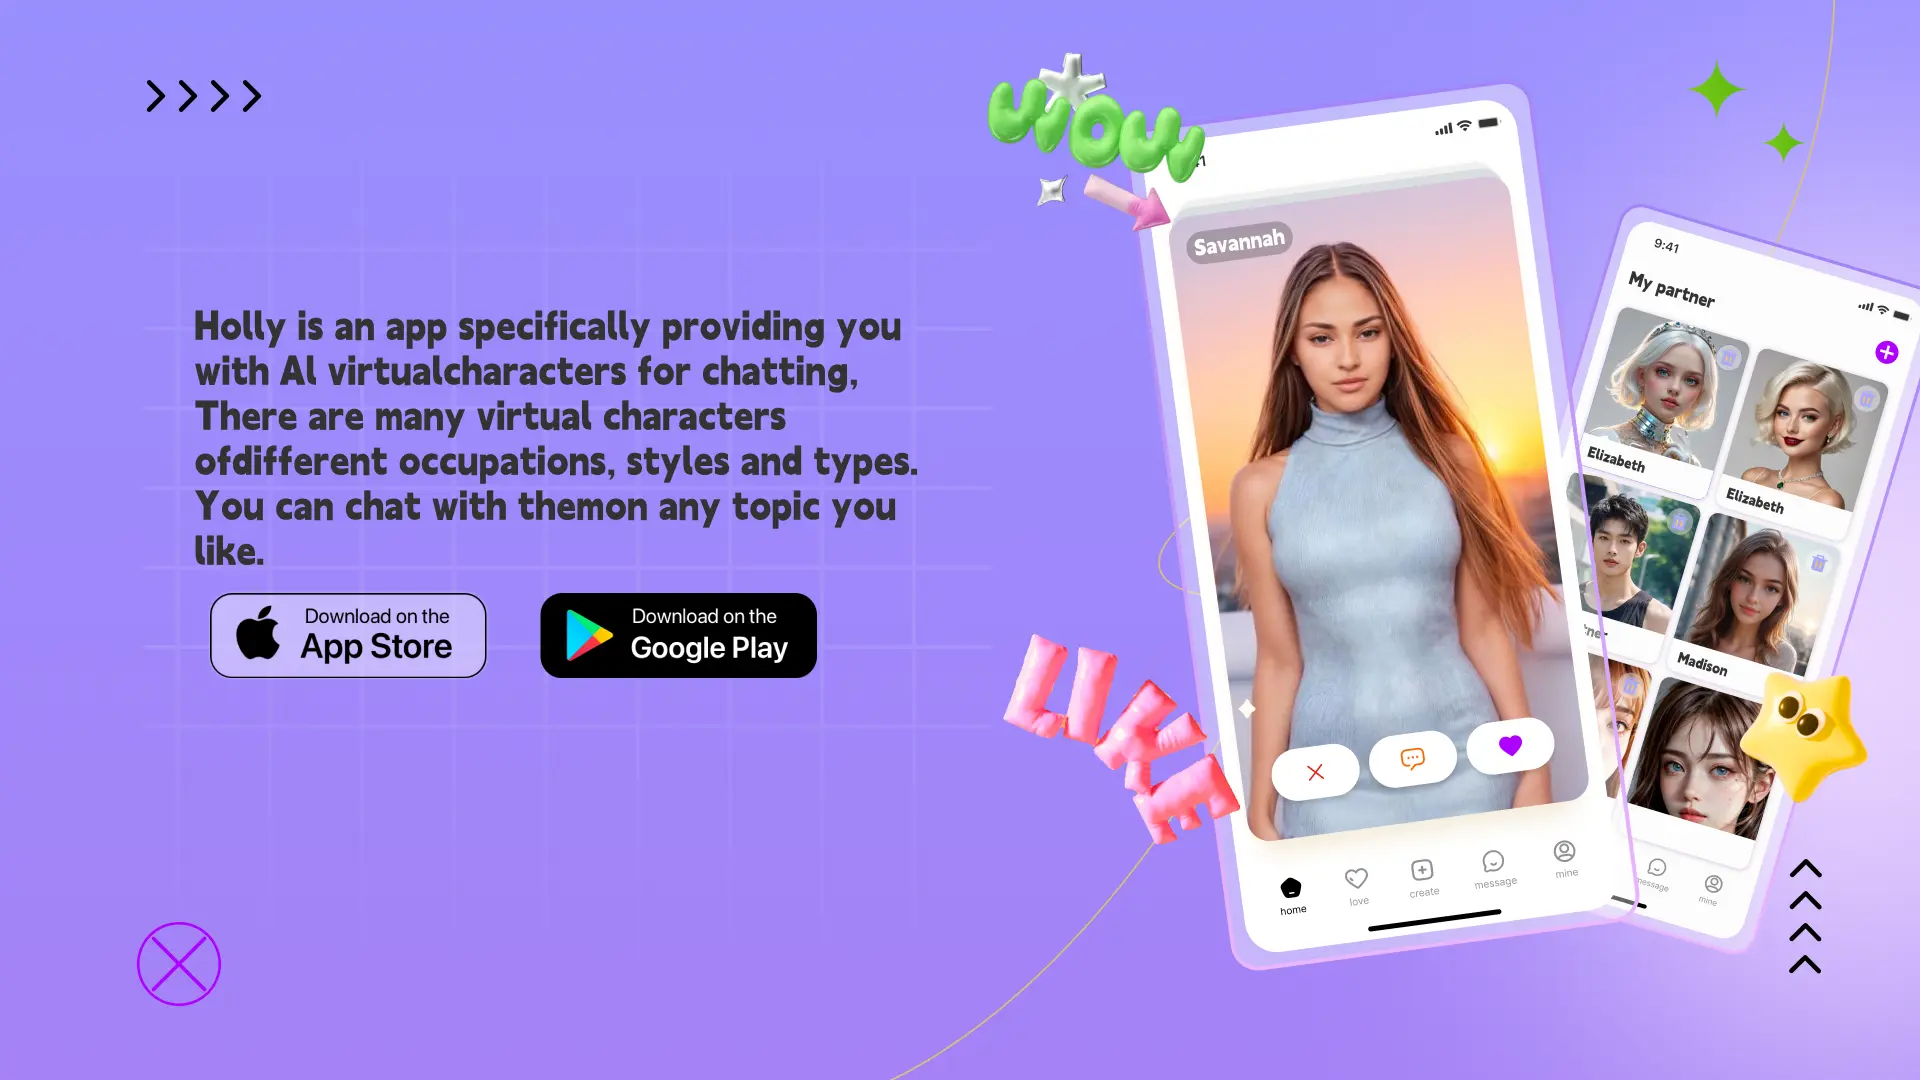 Holly is an app specifically providing you
with Al virtualcharacters for chatting,
There are many virtual characters
ofdifferent occupations, styles and types.
You can chat with themon any topic you
like.
Download on the
App Store
Download on the
Google Play
WOW
Savannah
LIKE
home
love
create
message
mine
9:41
My partner
Elizabeth
Elizabeth
Madison
message
mine